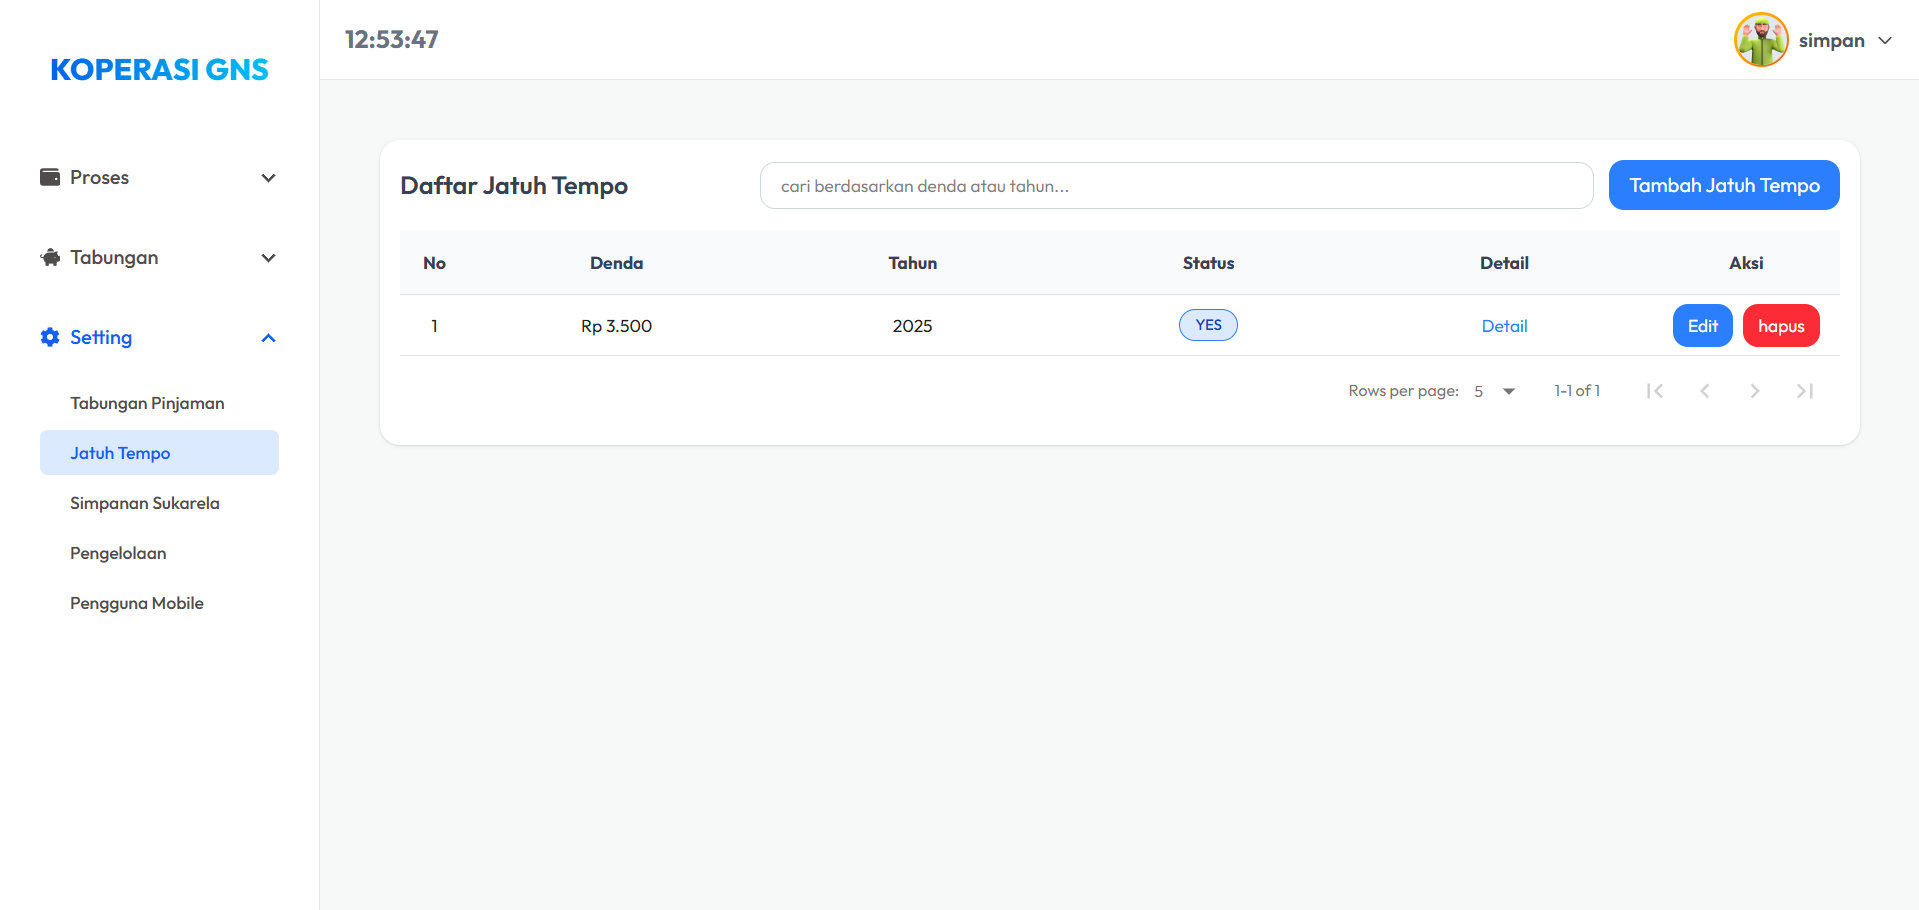 KOPERASI GNS
12:53:47
simpan
Proses
Tabungan
Setting
Tabungan Pinjaman
Jatuh Tempo
Simpanan Sukarela
Pengelolaan
Pengguna Mobile
Daftar Jatuh Tempo
cari berdasarkan denda atau tahun...
Tambah Jatuh Tempo
No Denda Tahun Status Detail Aksi
1 Rp 3.500 2025 YES Detail Edit hapus
Rows per page: 5 1-1 of 1